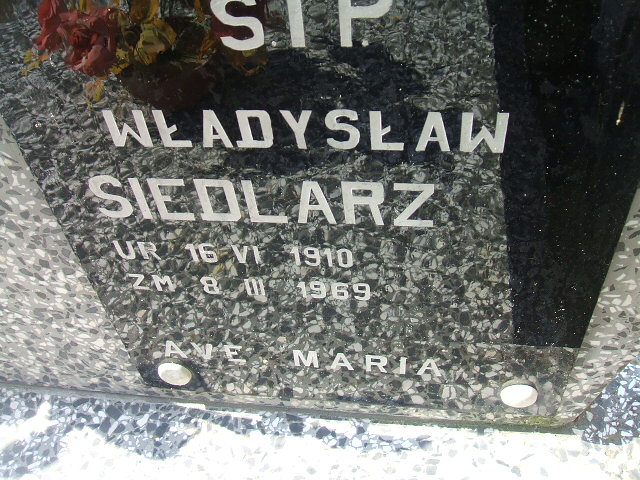 Ś.†P.
WŁADYSŁAW
SIEDLARZ
UR 16 VI 1910
ZM 8 III 1969
AVE MARIA